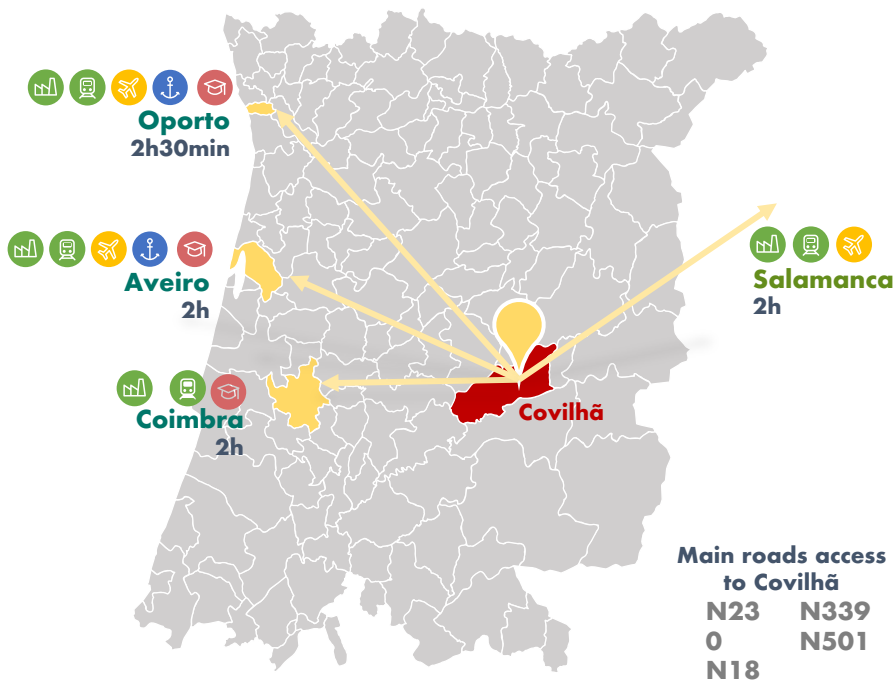 Oporto
2h30min
Aveiro
2h
Salamanca
2h
Coimbra
2h
Covilhã
Main roads access
to Covilhã
N23 N339
0 N501
N18